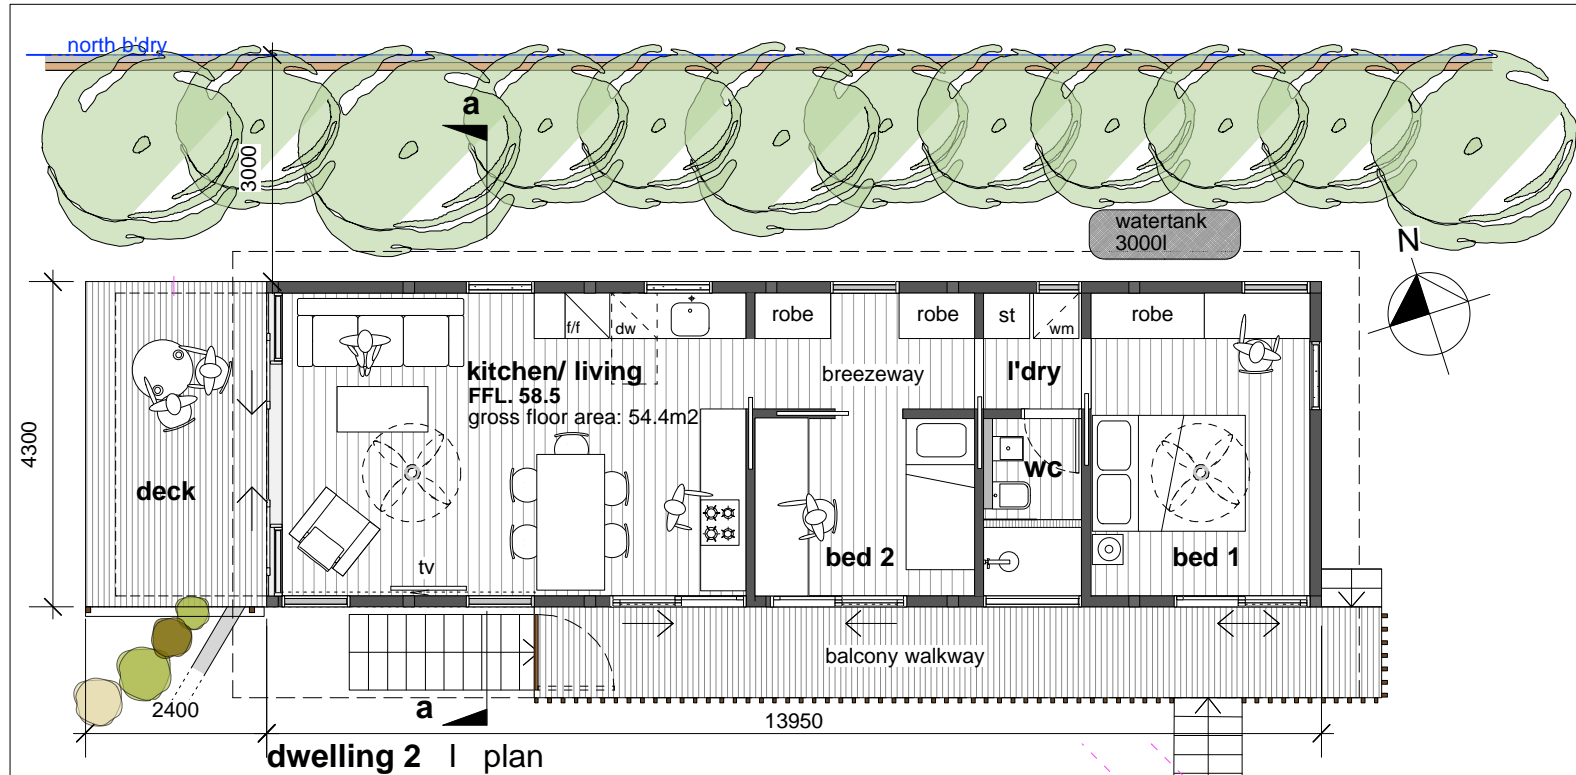 north b'dry
a
3000
watertank
3000l
N
robe
robe
st
robe
f/f
dw
wm
kitchen/ living
breezeway
l'dry
FFL. 58.5
gross floor area: 54.4m2
4300
deck
wc
bed 2
bed 1
tv
balcony walkway
2400
a
13950
dwelling 2 l plan